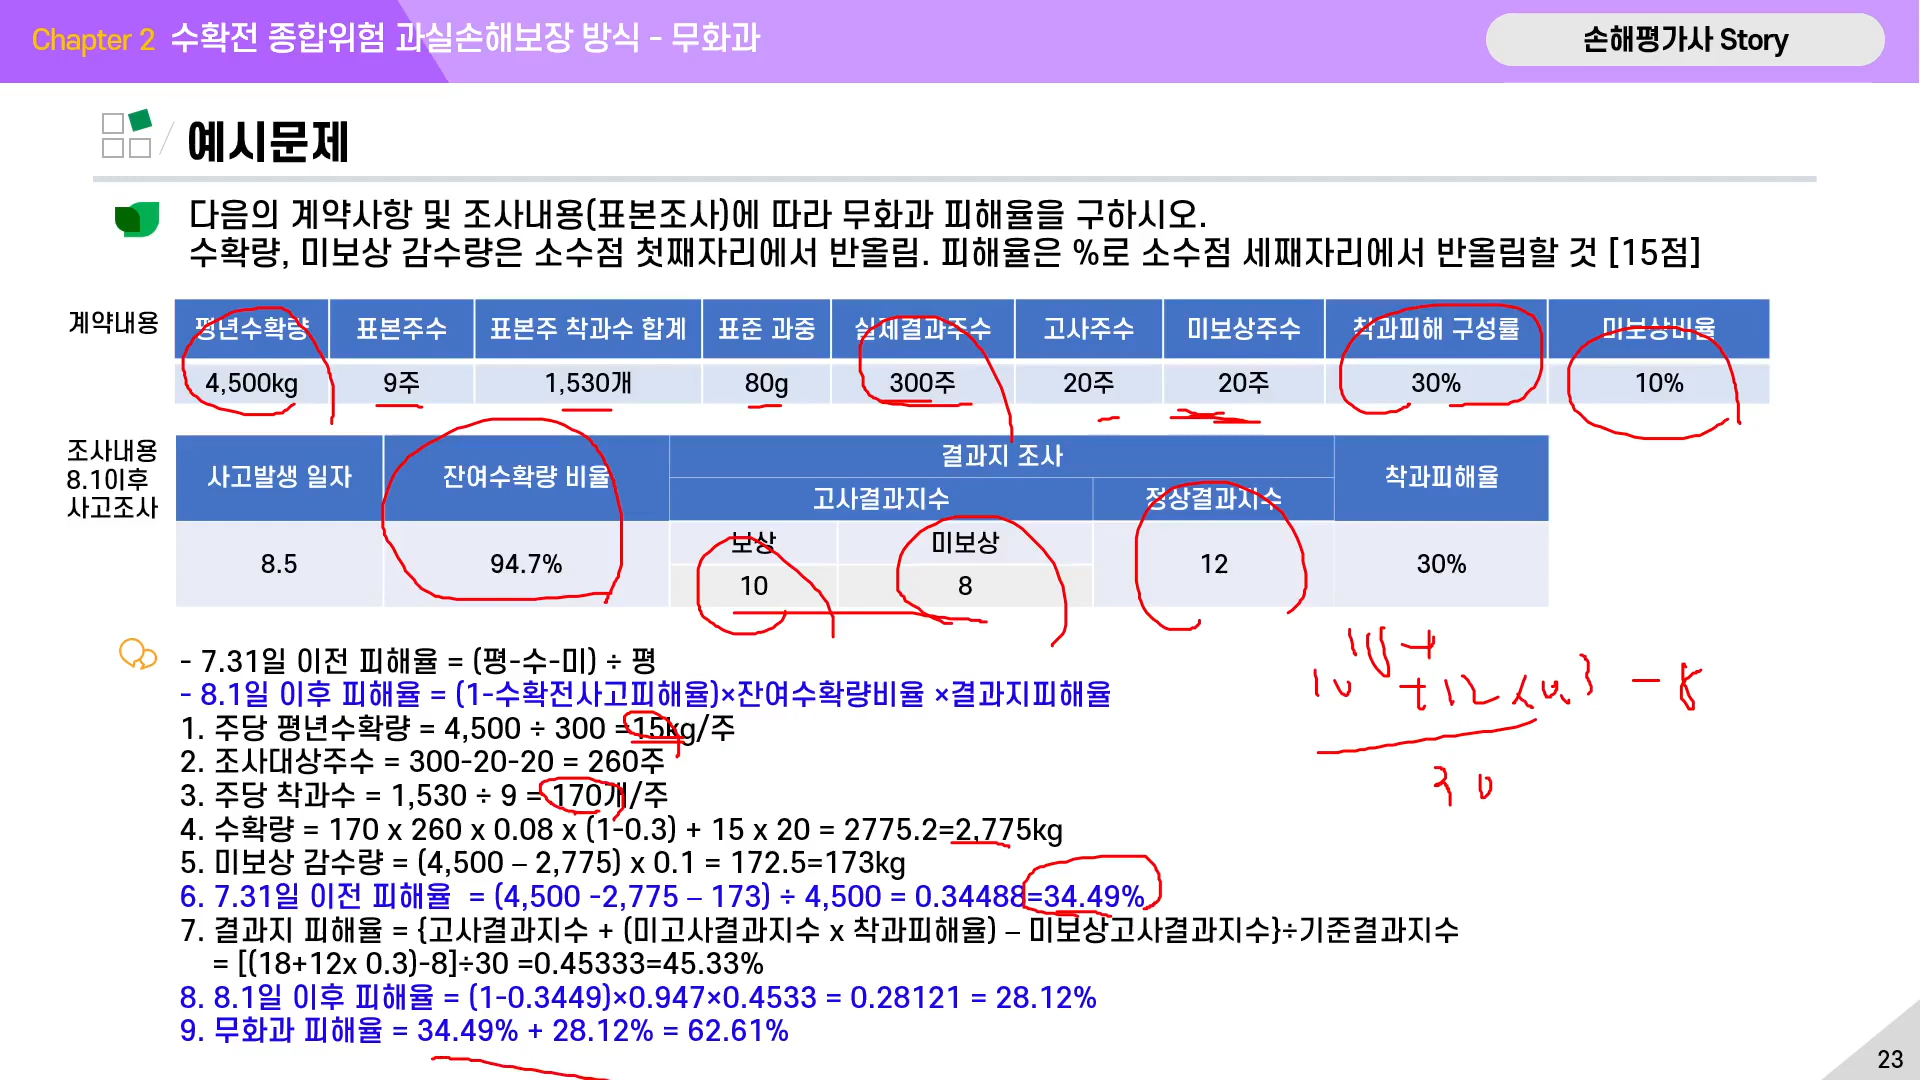 Chapter 2 수확전 종합위험 과실손해보장 방식 - 무화과
손해평가사 Story
예시문제
다음의 계약사항 및 조사내용(표본조사)에 따라 무화과 피해율을 구하시오.
수확량, 미보상 감수량은 소수점 첫째자리에서 반올림. 피해율은 %로 소수점 세째자리에서 반올림할 것 [15점]
계약내용
평년수확량 표본주수 표본주 착과수 합계 표준 과중 실제결과주수 고사주수 미보상주수 착과피해 구성률 미보상비율
4,500kg 9주 1,530개 80g 300주 20주 20주 30% 10%
조사내용
8.1이후
사고조사
사고발생 일자 잔여수확량 비율 결과지 조사 착과피해율
고사결과지수 정상결과지수
보상 미보상
8.5 94.7% 10 8 12 30%
- 7.31일 이전 피해율 = (평-수-미) ÷ 평
- 8.1일 이후 피해율 = (1-수확전사고피해율)×잔여수확량비율 ×결과지피해율
1. 주당 평년수확량 = 4,500 ÷ 300 =15kg/주
2. 조사대상주수 = 300-20-20 = 260주
3. 주당 착과수 = 1,530 ÷ 9 = 170개/주
4. 수확량 = 170 x 260 x 0.08 x (1-0.3) + 15 x 20 = 2775.2=2,775kg
5. 미보상 감수량 = (4,500 – 2,775) x 0.1 = 172.5=173kg
6. 7.31일 이전 피해율 = (4,500 -2,775 – 173) ÷ 4,500 = 0.34488=34.49%
7. 결과지 피해율 = {고사결과지수 + (미고사결과지수 x 착과피해율) – 미보상고사결과지수}÷기준결과지수
= [(18+12x 0.3)-8]÷30 =0.45333=45.33%
8. 8.1일 이후 피해율 = (1-0.3449)×0.947×0.4533 = 0.28121 = 28.12%
9. 무화과 피해율 = 34.49% + 28.12% = 62.61%
+12×0.3 - 8
30
23